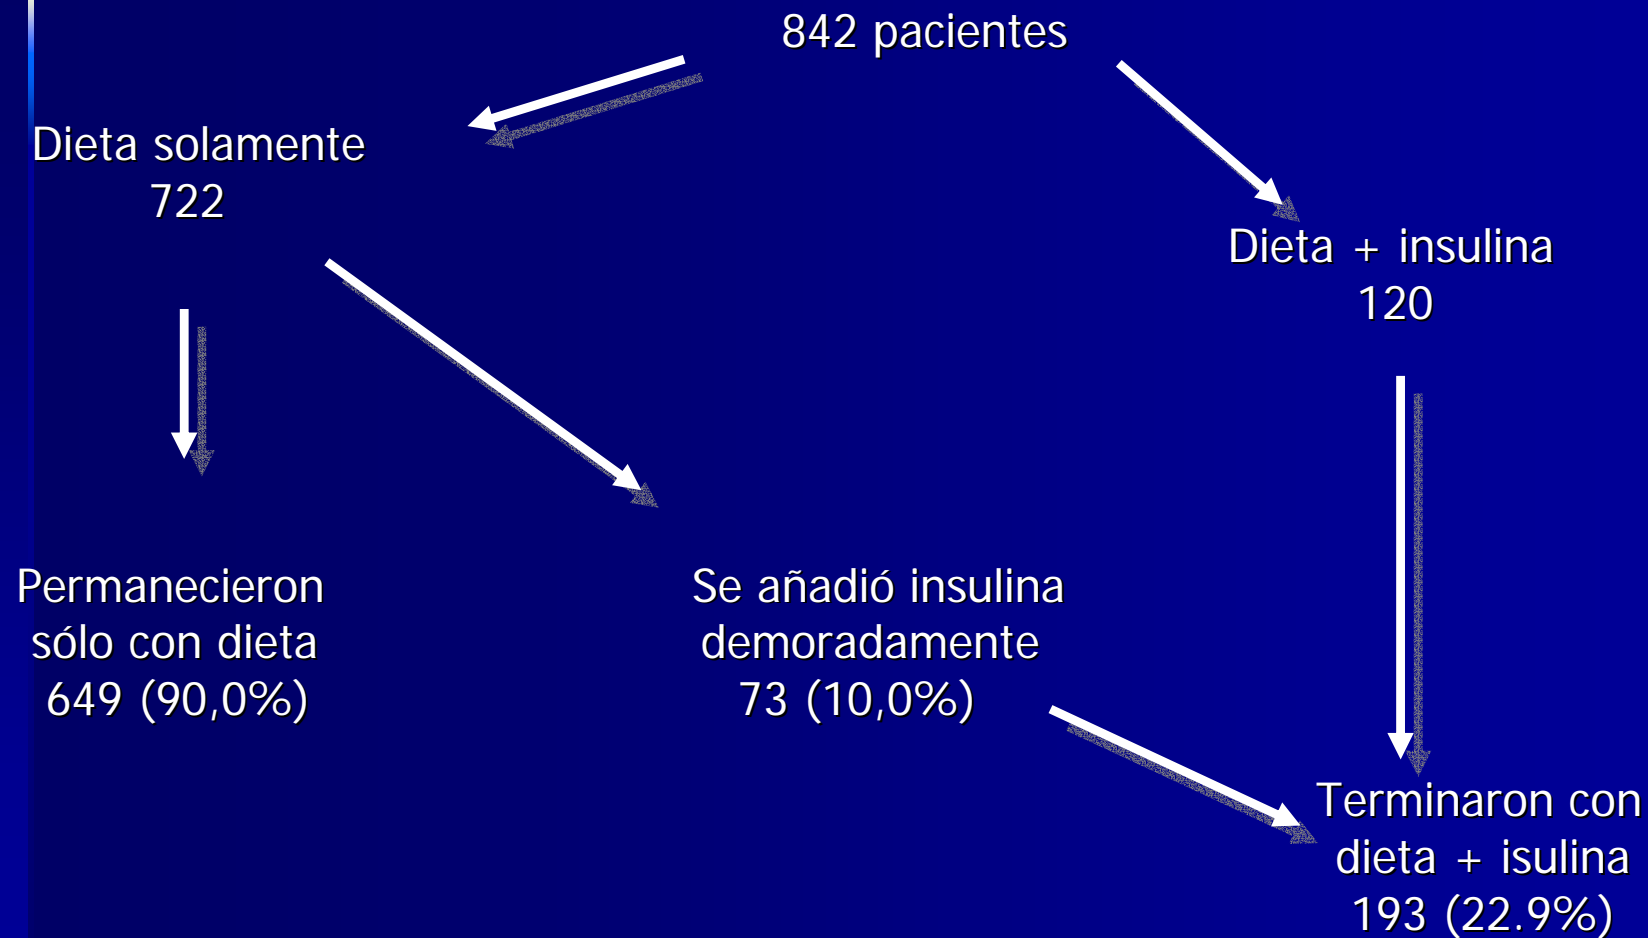 842 pacientes
Dieta solamente
722
Dieta + insulina
120
Permanecieron
sólo con dieta
649 (90,0%)
Se añadió insulina
demoradamente
73 (10,0%)
Terminaron con
dieta + isulina
193 (22.9%)